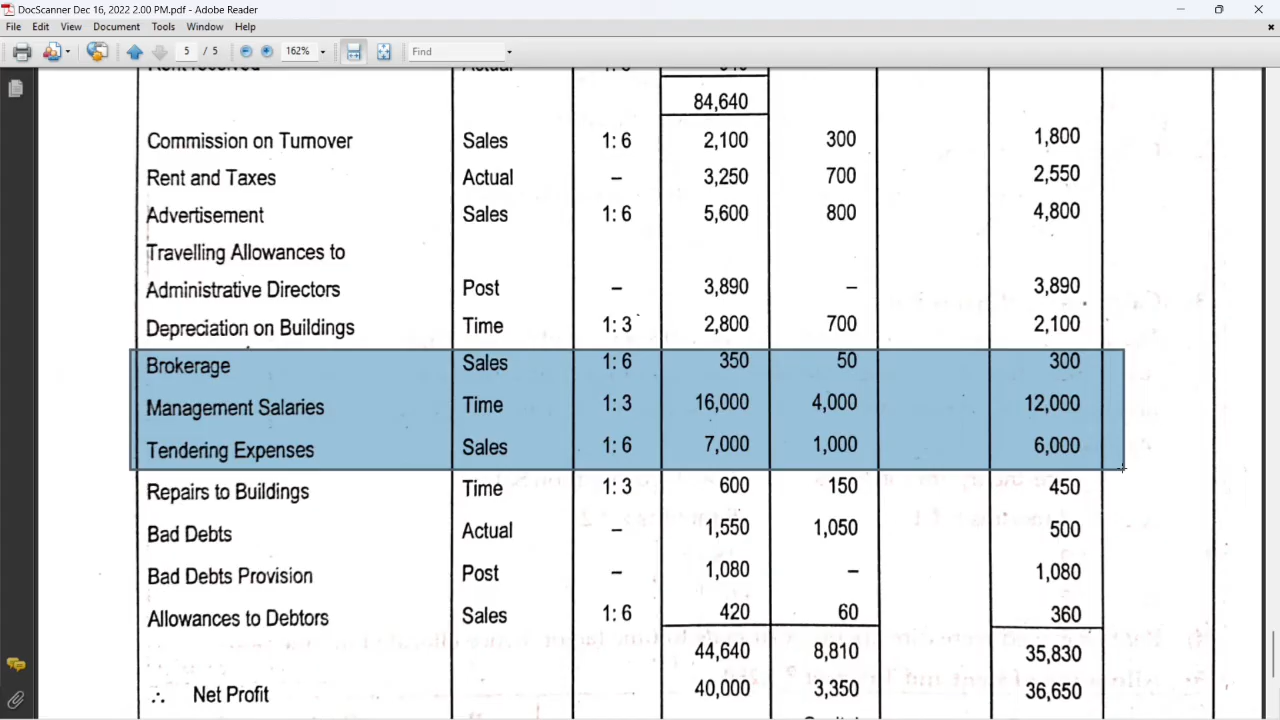 DocScanner Dec 16, 2022 2.00 PM.pdf - Adobe Reader
File Edit View Document Tools Window Help
5 / 5 162% Find
84,640
Commission on Turnover Sales 1: 6 2,100 300 1,800
Rent and Taxes Actual – 3,250 700 2,550
Advertisement Sales 1: 6 5,600 800 4,800
Travelling Allowances to
Administrative Directors Post – 3,890 – 3,890
Depreciation on Buildings Time 1: 3 2,800 700 2,100
Brokerage Sales 1: 6 350 50 300
Management Salaries Time 1: 3 16,000 4,000 12,000
Tendering Expenses Sales 1: 6 7,000 1,000 6,000
Repairs to Buildings Time 1: 3 600 150 450
Bad Debts Actual – 1,550 1,050 500
Bad Debts Provision Post – 1,080 – 1,080
Allowances to Debtors Sales 1: 6 420 60 360
44,640 8,810 35,830
∴ Net Profit 40,000 3,350 36,650